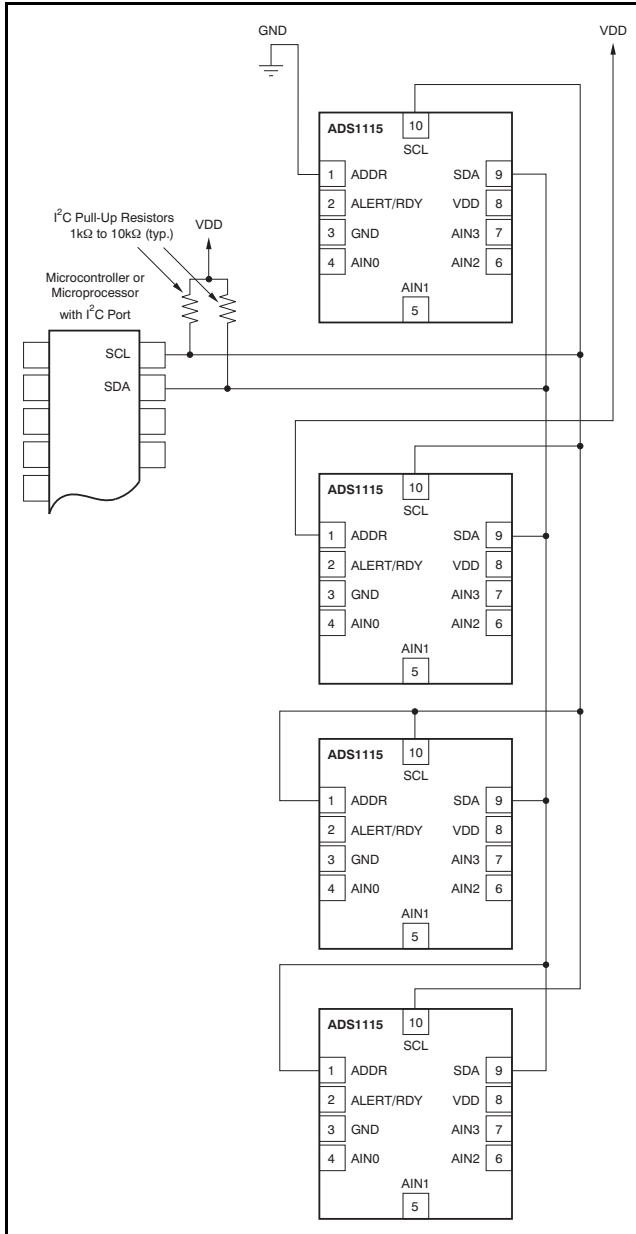 GND
VDD
ADS1115
10
SCL
1 ADDR SDA 9
2 ALERT/RDY VDD 8
3 GND AIN3 7
4 AIN0 AIN2 6
AIN1
5
I²C Pull-Up Resistors
1kΩ to 10kΩ (typ.)
VDD
Microcontroller or
Microprocessor
with I²C Port
SCL
SDA
ADS1115
10
SCL
1 ADDR SDA 9
2 ALERT/RDY VDD 8
3 GND AIN3 7
4 AIN0 AIN2 6
AIN1
5
ADS1115
10
SCL
1 ADDR SDA 9
2 ALERT/RDY VDD 8
3 GND AIN3 7
4 AIN0 AIN2 6
AIN1
5
ADS1115
10
SCL
1 ADDR SDA 9
2 ALERT/RDY VDD 8
3 GND AIN3 7
4 AIN0 AIN2 6
AIN1
5